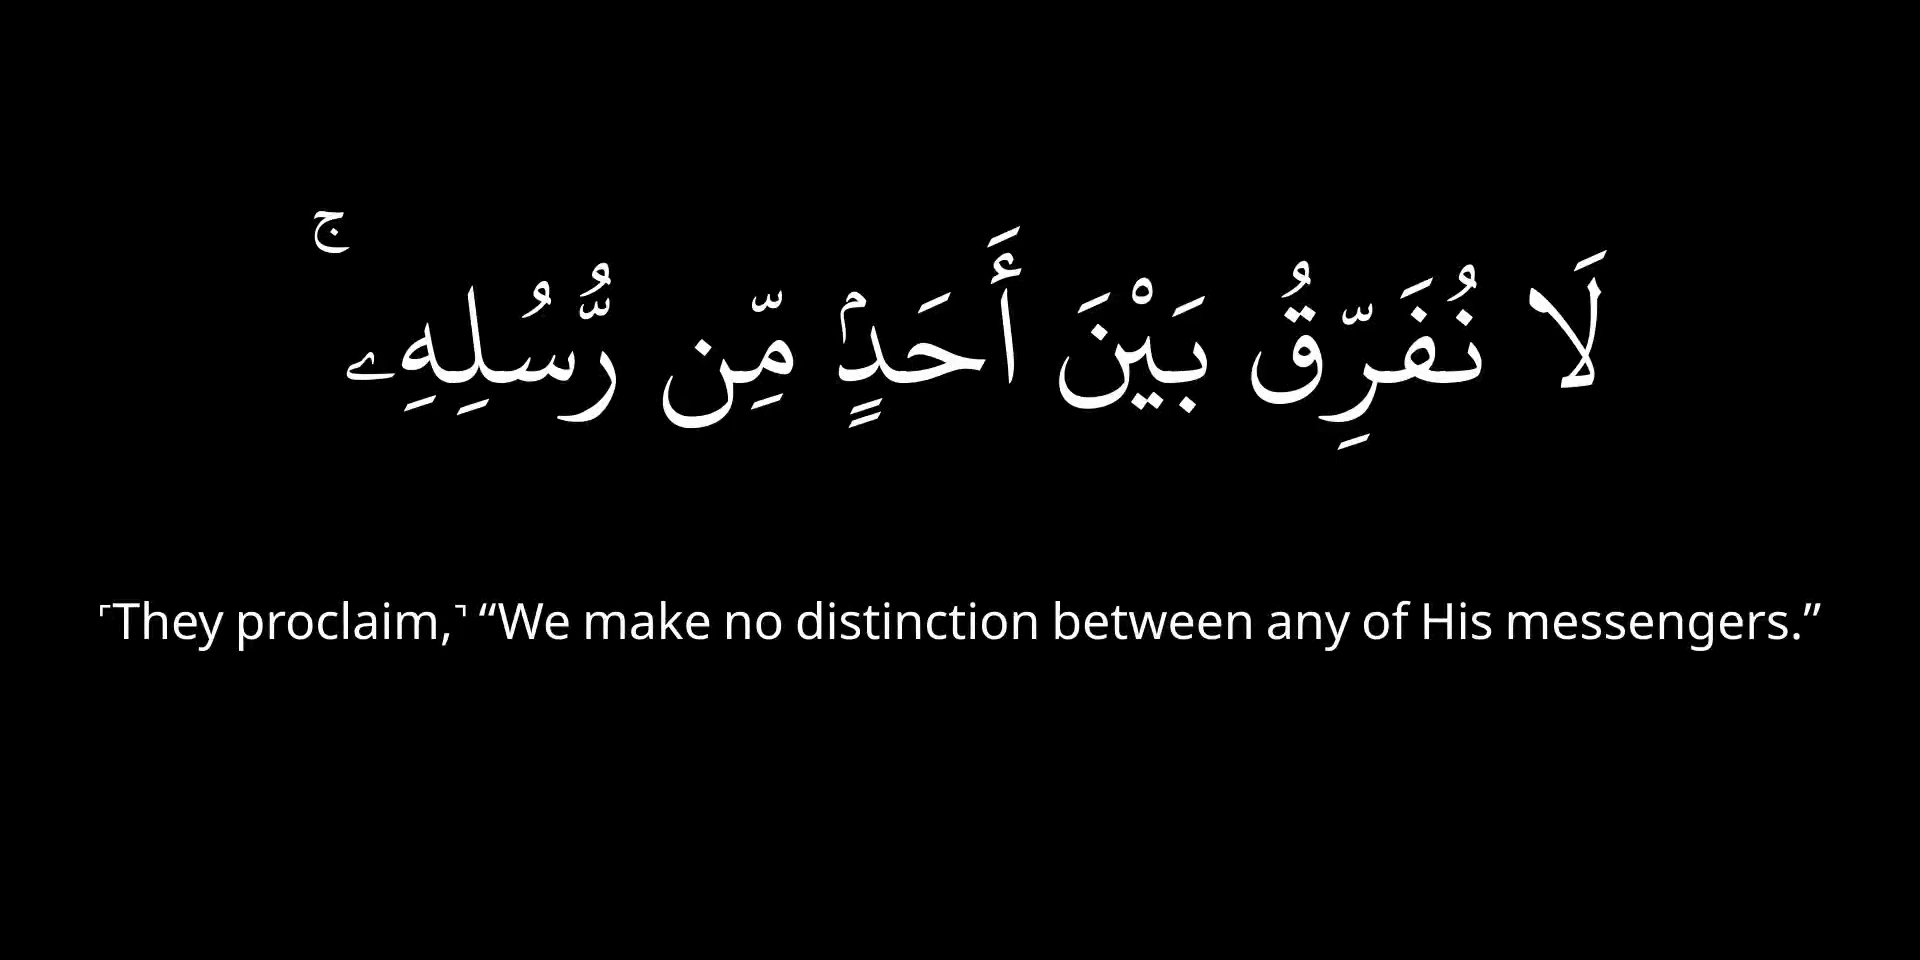 لَا نُفَرِّقُ بَيْنَ أَحَدٍۢ مِّن رُّسُلِهِۦ ۚ
⸢They proclaim,⸣ “We make no distinction between any of His messengers.”